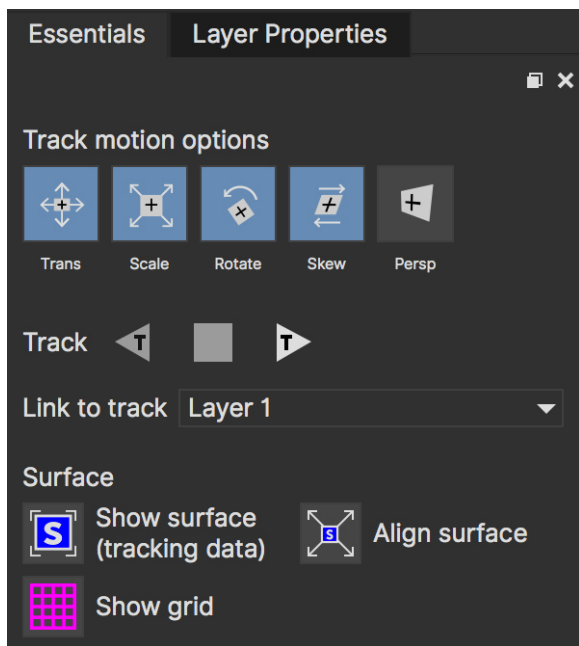 Essentials
Layer Properties
Track motion options
Trans
Scale
Rotate
Skew
Persp
Track
T
T
Link to track
Layer 1
Surface
S
Show surface
(tracking data)
S
Align surface
Show grid